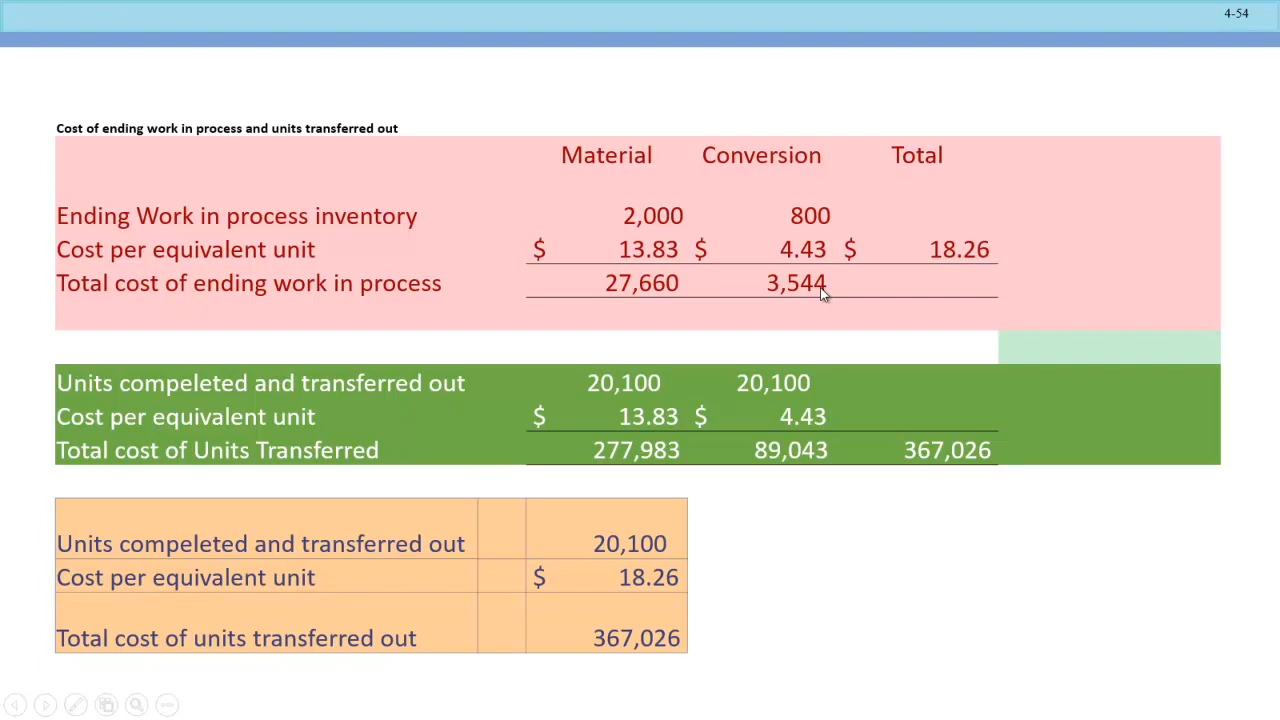 4-54
Cost of ending work in process and units transferred out
Material Conversion Total
Ending Work in process inventory 2,000 800
Cost per equivalent unit $ 13.83 $ 4.43 $ 18.26
Total cost of ending work in process 27,660 3,544
Units compeleted and transferred out 20,100 20,100
Cost per equivalent unit $ 13.83 $ 4.43
Total cost of Units Transferred 277,983 89,043 367,026
Units compeleted and transferred out 20,100
Cost per equivalent unit $ 18.26
Total cost of units transferred out 367,026